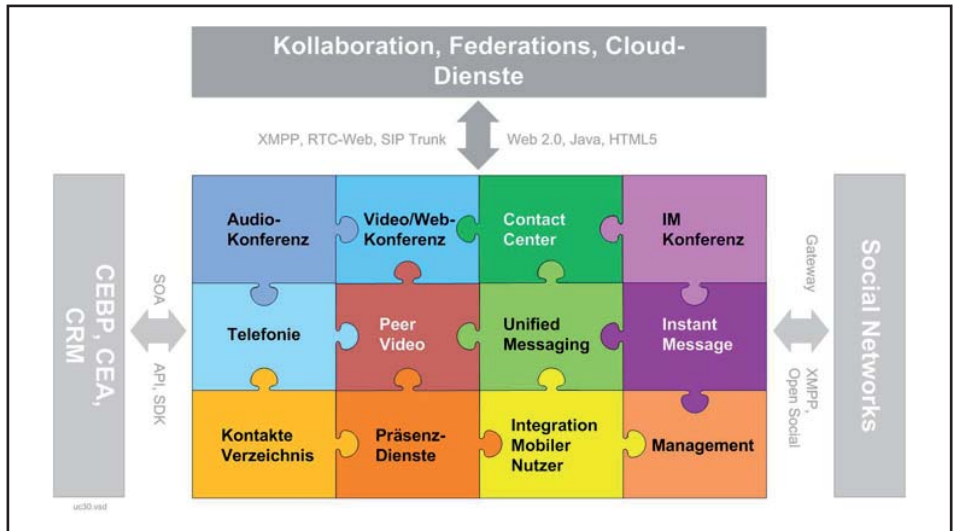 Kollaboration, Federations, Cloud-
Dienste
XMPP, RTC-Web, SIP Trunk
Web 2.0, Java, HTML5
CEBP, CEA,
CRM
SOA
API, SDK
Audio-
Konferenz
Video/Web-
Konferenz
Contact
Center
IM
Konferenz
Telefonie
Peer
Video
Unified
Messaging
Instant
Message
Kontakte
Verzeichnis
Präsenz-
Dienste
Integration
Mobiler
Nutzer
Management
Gateway
XMPP,
Open Social
Social Networks
uc30.vsd